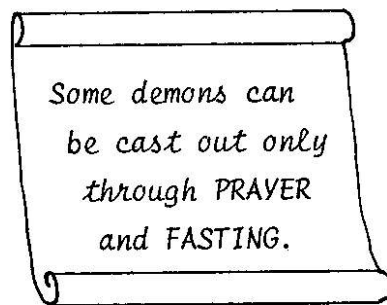 Some demons can
be cast out only
through PRAYER
and FASTING.